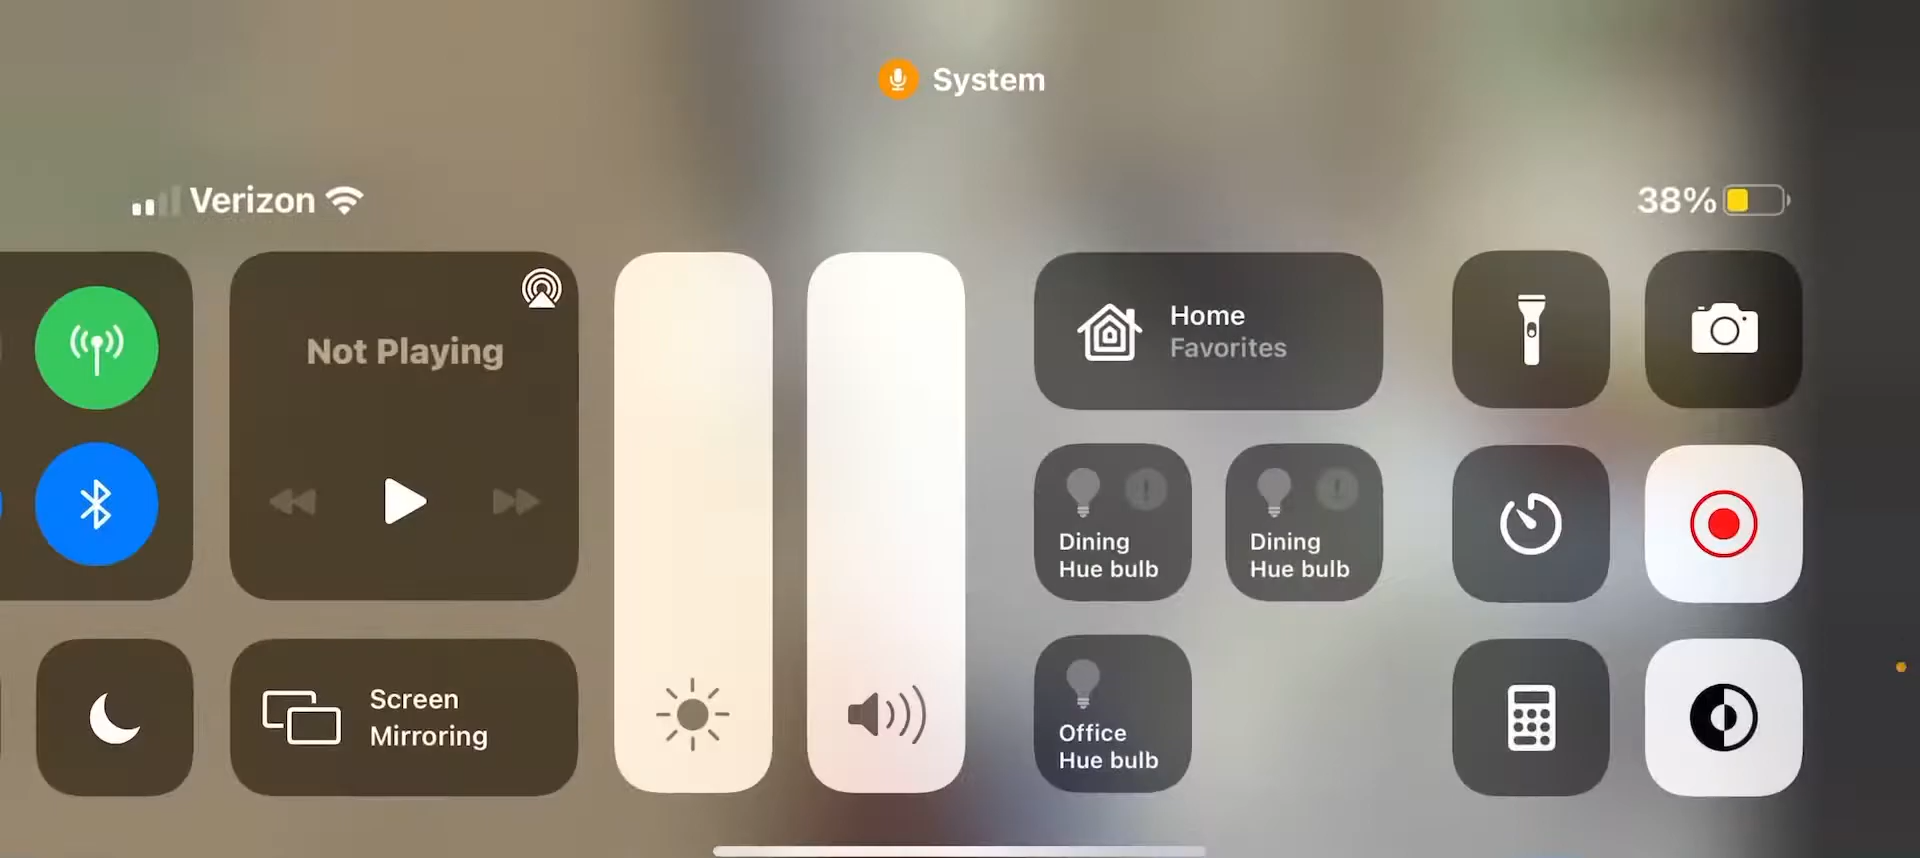 System
Verizon
38%
Not Playing
Home
Favorites
Dining
Hue bulb
Dining
Hue bulb
Screen
Mirroring
Office
Hue bulb